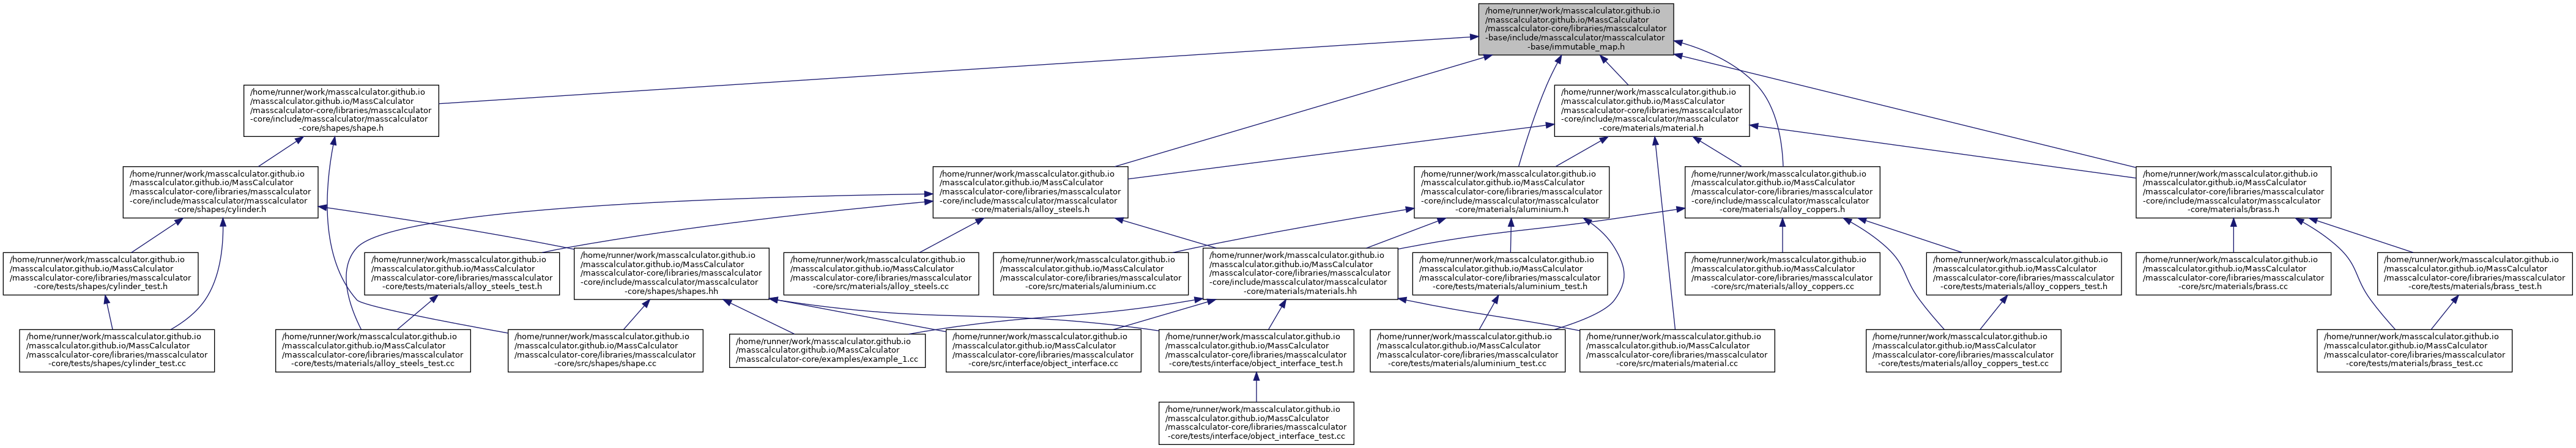 /home/runner/work/masscalculator.github.io
/masscalculator.github.io/MassCalculator
/masscalculator-core/libraries/masscalculator
-base/include/masscalculator/masscalculator
-base/immutable_map.h
/home/runner/work/masscalculator.github.io
/masscalculator.github.io/MassCalculator
/masscalculator-core/libraries/masscalculator
-core/include/masscalculator/masscalculator
-core/shapes/shape.h
/home/runner/work/masscalculator.github.io
/masscalculator.github.io/MassCalculator
/masscalculator-core/libraries/masscalculator
-core/include/masscalculator/masscalculator
-core/materials/material.h
/home/runner/work/masscalculator.github.io
/masscalculator.github.io/MassCalculator
/masscalculator-core/libraries/masscalculator
-core/include/masscalculator/masscalculator
-core/shapes/cylinder.h
/home/runner/work/masscalculator.github.io
/masscalculator.github.io/MassCalculator
/masscalculator-core/libraries/masscalculator
-core/include/masscalculator/masscalculator
-core/materials/alloy_steels.h
/home/runner/work/masscalculator.github.io
/masscalculator.github.io/MassCalculator
/masscalculator-core/libraries/masscalculator
-core/include/masscalculator/masscalculator
-core/materials/aluminium.h
/home/runner/work/masscalculator.github.io
/masscalculator.github.io/MassCalculator
/masscalculator-core/libraries/masscalculator
-core/include/masscalculator/masscalculator
-core/materials/alloy_coppers.h
/home/runner/work/masscalculator.github.io
/masscalculator.github.io/MassCalculator
/masscalculator-core/libraries/masscalculator
-core/include/masscalculator/masscalculator
-core/materials/brass.h
/home/runner/work/masscalculator.github.io
/masscalculator.github.io/MassCalculator
/masscalculator-core/libraries/masscalculator
-core/tests/shapes/cylinder_test.h
/home/runner/work/masscalculator.github.io
/masscalculator.github.io/MassCalculator
/masscalculator-core/libraries/masscalculator
-core/tests/materials/alloy_steels_test.h
/home/runner/work/masscalculator.github.io
/masscalculator.github.io/MassCalculator
/masscalculator-core/libraries/masscalculator
-core/include/masscalculator/masscalculator
-core/shapes/shapes.hh
/home/runner/work/masscalculator.github.io
/masscalculator.github.io/MassCalculator
/masscalculator-core/libraries/masscalculator
-core/src/materials/alloy_steels.cc
/home/runner/work/masscalculator.github.io
/masscalculator.github.io/MassCalculator
/masscalculator-core/libraries/masscalculator
-core/src/materials/aluminium.cc
/home/runner/work/masscalculator.github.io
/masscalculator.github.io/MassCalculator
/masscalculator-core/libraries/masscalculator
-core/include/masscalculator/masscalculator
-core/materials/materials.hh
/home/runner/work/masscalculator.github.io
/masscalculator.github.io/MassCalculator
/masscalculator-core/libraries/masscalculator
-core/tests/materials/aluminium_test.h
/home/runner/work/masscalculator.github.io
/masscalculator.github.io/MassCalculator
/masscalculator-core/libraries/masscalculator
-core/src/materials/alloy_coppers.cc
/home/runner/work/masscalculator.github.io
/masscalculator.github.io/MassCalculator
/masscalculator-core/libraries/masscalculator
-core/tests/materials/alloy_coppers_test.h
/home/runner/work/masscalculator.github.io
/masscalculator.github.io/MassCalculator
/masscalculator-core/libraries/masscalculator
-core/src/materials/brass.cc
/home/runner/work/masscalculator.github.io
/masscalculator.github.io/MassCalculator
/masscalculator-core/libraries/masscalculator
-core/tests/materials/brass_test.h
/home/runner/work/masscalculator.github.io
/masscalculator.github.io/MassCalculator
/masscalculator-core/libraries/masscalculator
-core/tests/shapes/cylinder_test.cc
/home/runner/work/masscalculator.github.io
/masscalculator.github.io/MassCalculator
/masscalculator-core/libraries/masscalculator
-core/tests/materials/alloy_steels_test.cc
/home/runner/work/masscalculator.github.io
/masscalculator.github.io/MassCalculator
/masscalculator-core/libraries/masscalculator
-core/src/shapes/shape.cc
/home/runner/work/masscalculator.github.io
/masscalculator.github.io/MassCalculator
/masscalculator-core/examples/example_1.cc
/home/runner/work/masscalculator.github.io
/masscalculator.github.io/MassCalculator
/masscalculator-core/libraries/masscalculator
-core/src/interface/object_interface.cc
/home/runner/work/masscalculator.github.io
/masscalculator.github.io/MassCalculator
/masscalculator-core/libraries/masscalculator
-core/tests/interface/object_interface_test.h
/home/runner/work/masscalculator.github.io
/masscalculator.github.io/MassCalculator
/masscalculator-core/libraries/masscalculator
-core/tests/materials/aluminium_test.cc
/home/runner/work/masscalculator.github.io
/masscalculator.github.io/MassCalculator
/masscalculator-core/libraries/masscalculator
-core/src/materials/material.cc
/home/runner/work/masscalculator.github.io
/masscalculator.github.io/MassCalculator
/masscalculator-core/libraries/masscalculator
-core/tests/materials/alloy_coppers_test.cc
/home/runner/work/masscalculator.github.io
/masscalculator.github.io/MassCalculator
/masscalculator-core/libraries/masscalculator
-core/tests/materials/brass_test.cc
/home/runner/work/masscalculator.github.io
/masscalculator.github.io/MassCalculator
/masscalculator-core/libraries/masscalculator
-core/tests/interface/object_interface_test.cc